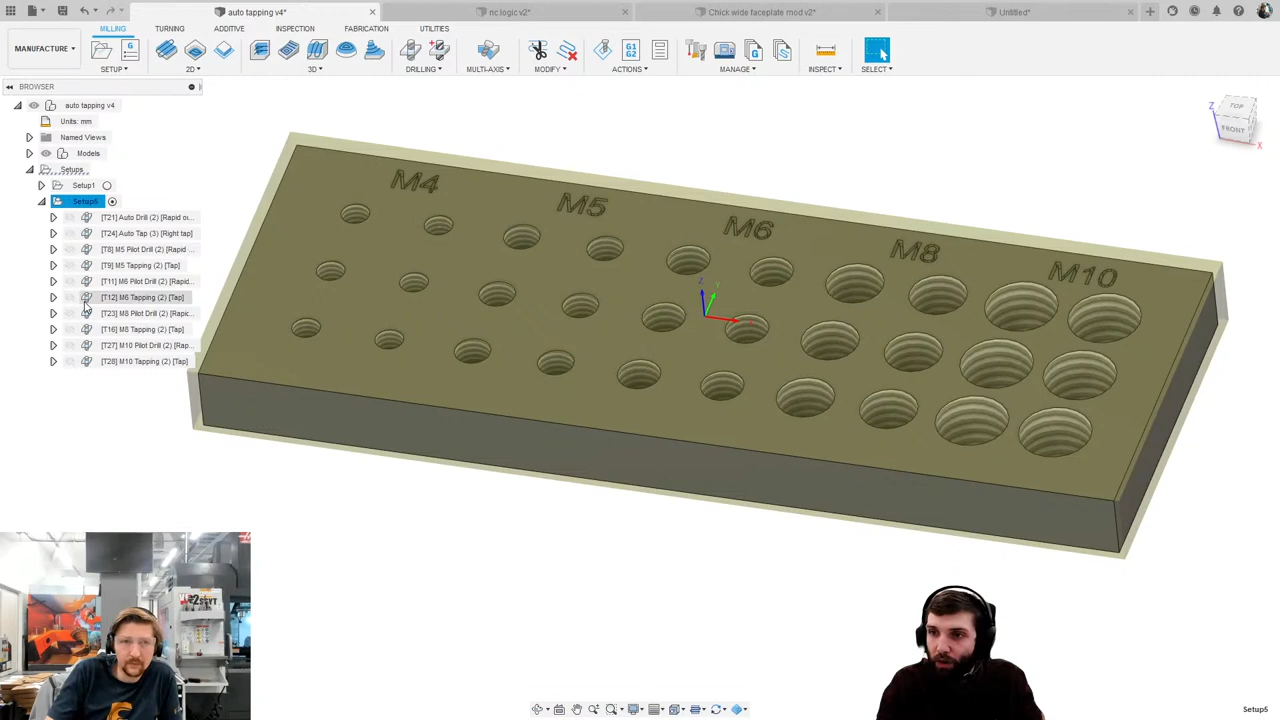 auto tapping v4*
nc logic v2*
Chick wide faceplate mod v2*
Untitled*
MILLING TURNING ADDITIVE INSPECTION FABRICATION UTILITIES
MANUFACTURE
SETUP 2D 3D DRILLING MULTI-AXIS MODIFY ACTIONS MANAGE INSPECT SELECT
G1
G2
BROWSER
auto tapping v4
Units: mm
Named Views
Models
Setups
Setup1
Setup5
[T21] Auto Drill (2) [Rapid ou...
[T24] Auto Tap (3) [Right tap]
[T8] M5 Pilot Drill (2) [Rapid ...
[T9] M5 Tapping (2) [Tap]
[T11] M6 Pilot Drill (2) [Rapid...
[T12] M6 Tapping (2) [Tap]
[T23] M8 Pilot Drill (2) [Rapic...
[T16] M8 Tapping (2) [Tap]
[T27] M10 Pilot Drill (2) [Rap...
[T28] M10 Tapping (2) [Tap]
M4
M5
M6
M8
M10
Z
TOP
FRONT
X
Z
Y
Setup5